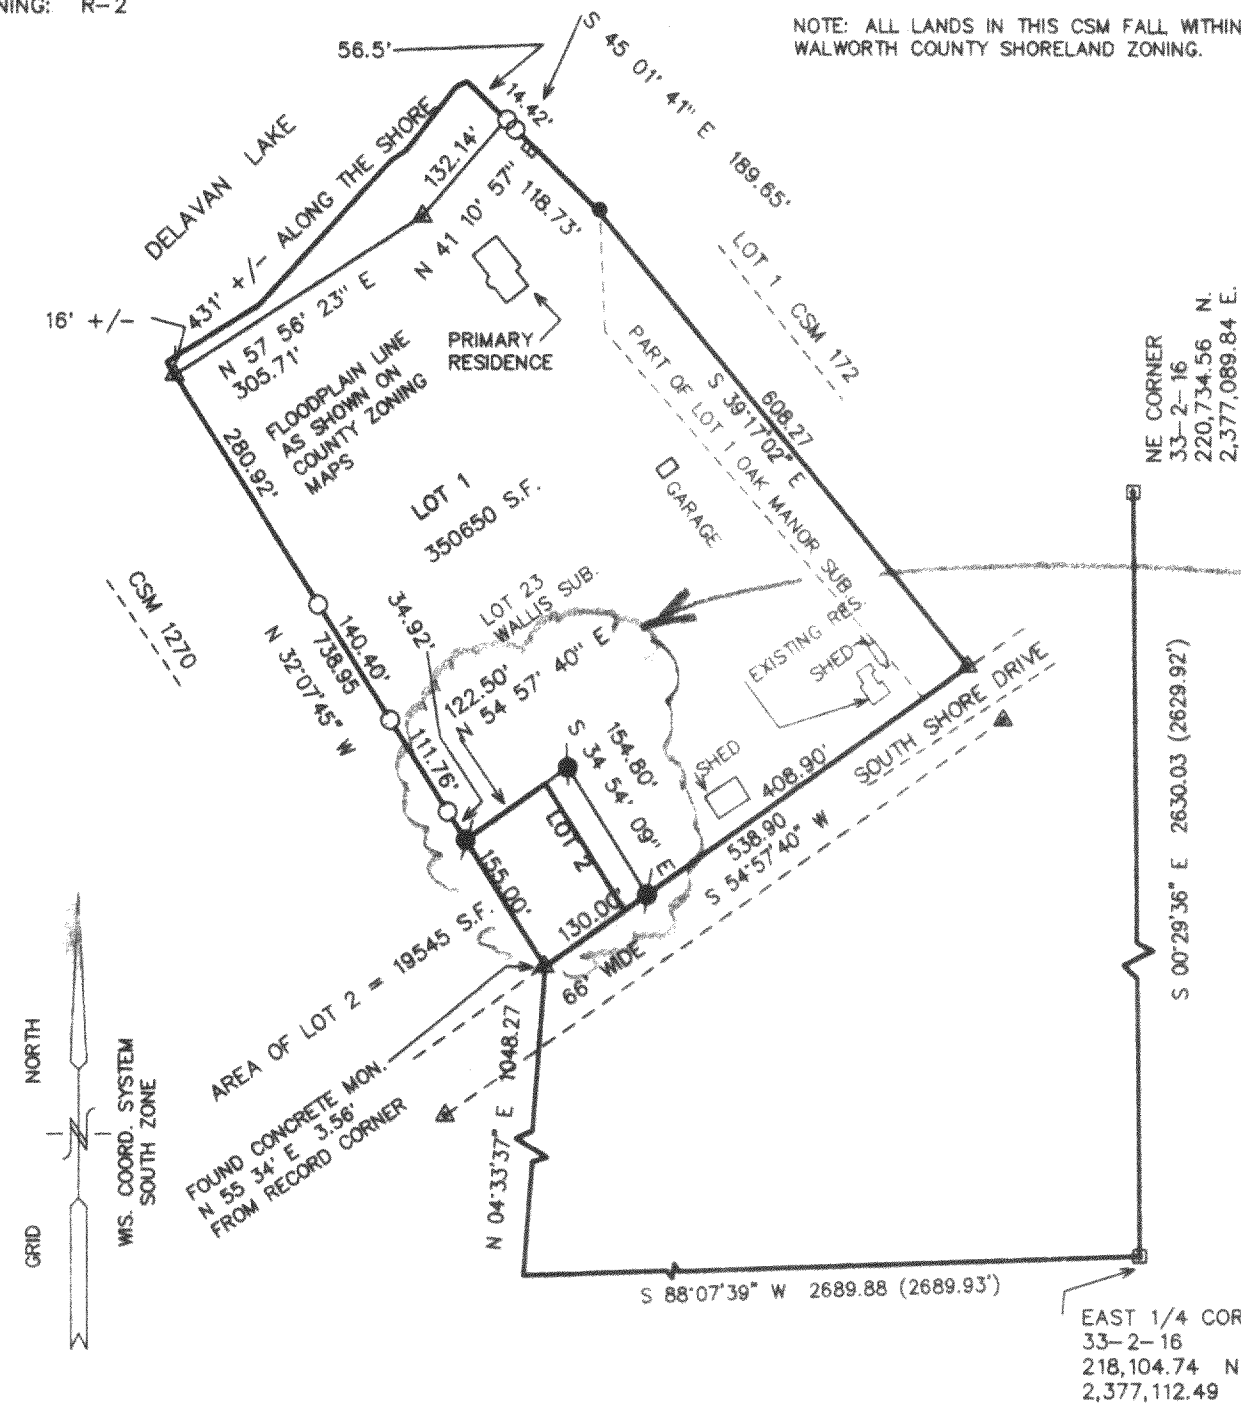 NING: R-2
NOTE: ALL LANDS IN THIS CSM FALL WITHIN
WALWORTH COUNTY SHORELAND ZONING.
56.5'
S 45 01' 41" E 189.65'
14.42'
DELAVAN LAKE
431' +/- ALONG THE SHORE
132.14'
N 41 10' 57"
118.73'
16' +/-
N 57 56' 23" E
305.71'
PRIMARY
RESIDENCE
LOT 1 CSM 172
FLOODPLAIN LINE
AS SHOWN ON
COUNTY ZONING
MAPS
280.92'
PART OF LOT 1 OAK MANOR SUB.
608.27
S 39°17'02" E
NE CORNER
33-2-16
220,734.56 N.
2,377,089.84 E.
LOT 1
350650 S.F.
GARAGE
CSM 1270
LOT 23
WALLIS SUB.
34.92'
140.40'
738.95
N 32°07'45" W
111.76'
122.50'
N 54 57' 40" E
S 34 54' 09" E
154.80'
EXISTING RES.
SHED
SHED
SOUTH SHORE DRIVE
408.90'
538.90
S 54°57'40" W
LOT 2
155.00'
130.00'
66' WIDE
AREA OF LOT 2 = 19545 S.F.
FOUND CONCRETE MON.
N 55 34' E 3.56'
FROM RECORD CORNER
S 00°29'36" E 2630.03 (2629.92')
N 04°33'37" E 1048.27
GRID NORTH
N
WIS. COORD. SYSTEM
SOUTH ZONE
S 88°07'39" W 2689.88 (2689.93')
EAST 1/4 COR
33-2-16
218,104.74 N
2,377,112.49